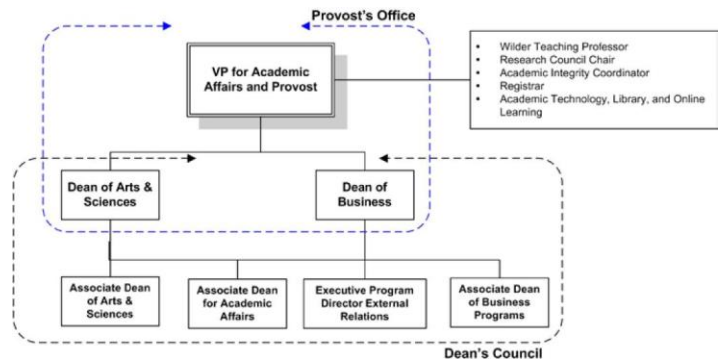 Provost's Office
VP for Academic
Affairs and Provost
• Wilder Teaching Professor
• Research Council Chair
• Academic Integrity Coordinator
• Registrar
• Academic Technology, Library, and Online
Learning
Dean of Arts &
Sciences
Dean of
Business
Associate Dean
of Arts &
Sciences
Associate Dean
for Academic
Affairs
Executive Program
Director External
Relations
Associate Dean
of Business
Programs
Dean's Council